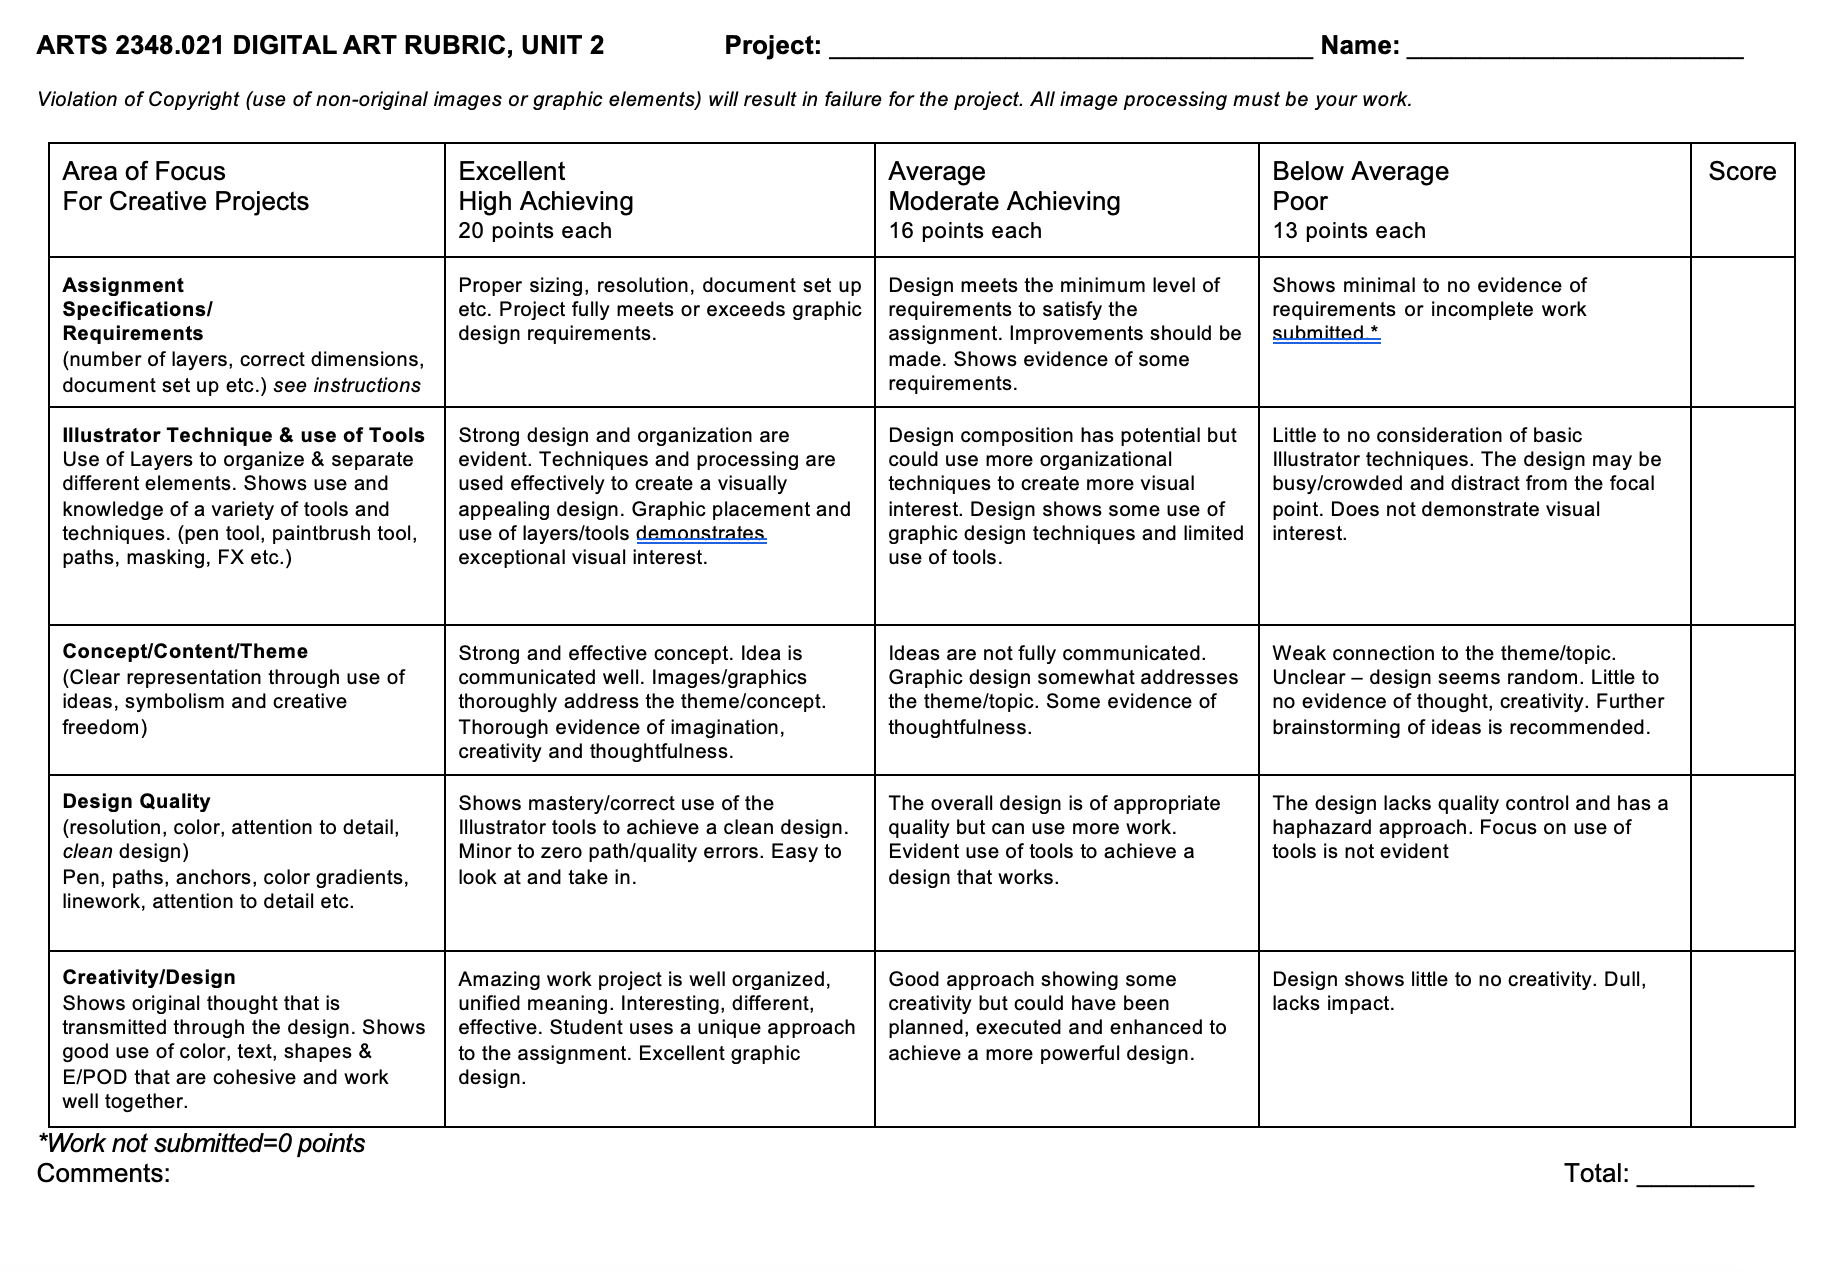 ARTS 2348.021 DIGITAL ART RUBRIC, UNIT 2 Project: _________________________________ Name: _______________________
Violation of Copyright (use of non-original images or graphic elements) will result in failure for the project. All image processing must be your work.
Area of Focus
For Creative Projects
Excellent
High Achieving
20 points each
Average
Moderate Achieving
16 points each
Below Average
Poor
13 points each
Score
Assignment
Specifications/
Requirements
(number of layers, correct dimensions,
document set up etc.) see instructions
Proper sizing, resolution, document set up
etc. Project fully meets or exceeds graphic
design requirements.
Design meets the minimum level of
requirements to satisfy the
assignment. Improvements should be
made. Shows evidence of some
requirements.
Shows minimal to no evidence of
requirements or incomplete work
submitted.*
Illustrator Technique & use of Tools
Use of Layers to organize & separate
different elements. Shows use and
knowledge of a variety of tools and
techniques. (pen tool, paintbrush tool,
paths, masking, FX etc.)
Strong design and organization are
evident. Techniques and processing are
used effectively to create a visually
appealing design. Graphic placement and
use of layers/tools demonstrates
exceptional visual interest.
Design composition has potential but
could use more organizational
techniques to create more visual
interest. Design shows some use of
graphic design techniques and limited
use of tools.
Little to no consideration of basic
Illustrator techniques. The design may be
busy/crowded and distract from the focal
point. Does not demonstrate visual
interest.
Concept/Content/Theme
(Clear representation through use of
ideas, symbolism and creative
freedom)
Strong and effective concept. Idea is
communicated well. Images/graphics
thoroughly address the theme/concept.
Thorough evidence of imagination,
creativity and thoughtfulness.
Ideas are not fully communicated.
Graphic design somewhat addresses
the theme/topic. Some evidence of
thoughtfulness.
Weak connection to the theme/topic.
Unclear – design seems random. Little to
no evidence of thought, creativity. Further
brainstorming of ideas is recommended.
Design Quality
(resolution, color, attention to detail,
clean design)
Pen, paths, anchors, color gradients,
linework, attention to detail etc.
Shows mastery/correct use of the
Illustrator tools to achieve a clean design.
Minor to zero path/quality errors. Easy to
look at and take in.
The overall design is of appropriate
quality but can use more work.
Evident use of tools to achieve a
design that works.
The design lacks quality control and has a
haphazard approach. Focus on use of
tools is not evident
Creativity/Design
Shows original thought that is
transmitted through the design. Shows
good use of color, text, shapes &
E/POD that are cohesive and work
well together.
Amazing work project is well organized,
unified meaning. Interesting, different,
effective. Student uses a unique approach
to the assignment. Excellent graphic
design.
Good approach showing some
creativity but could have been
planned, executed and enhanced to
achieve a more powerful design.
Design shows little to no creativity. Dull,
lacks impact.
*Work not submitted=0 points
Comments:
Total: ________